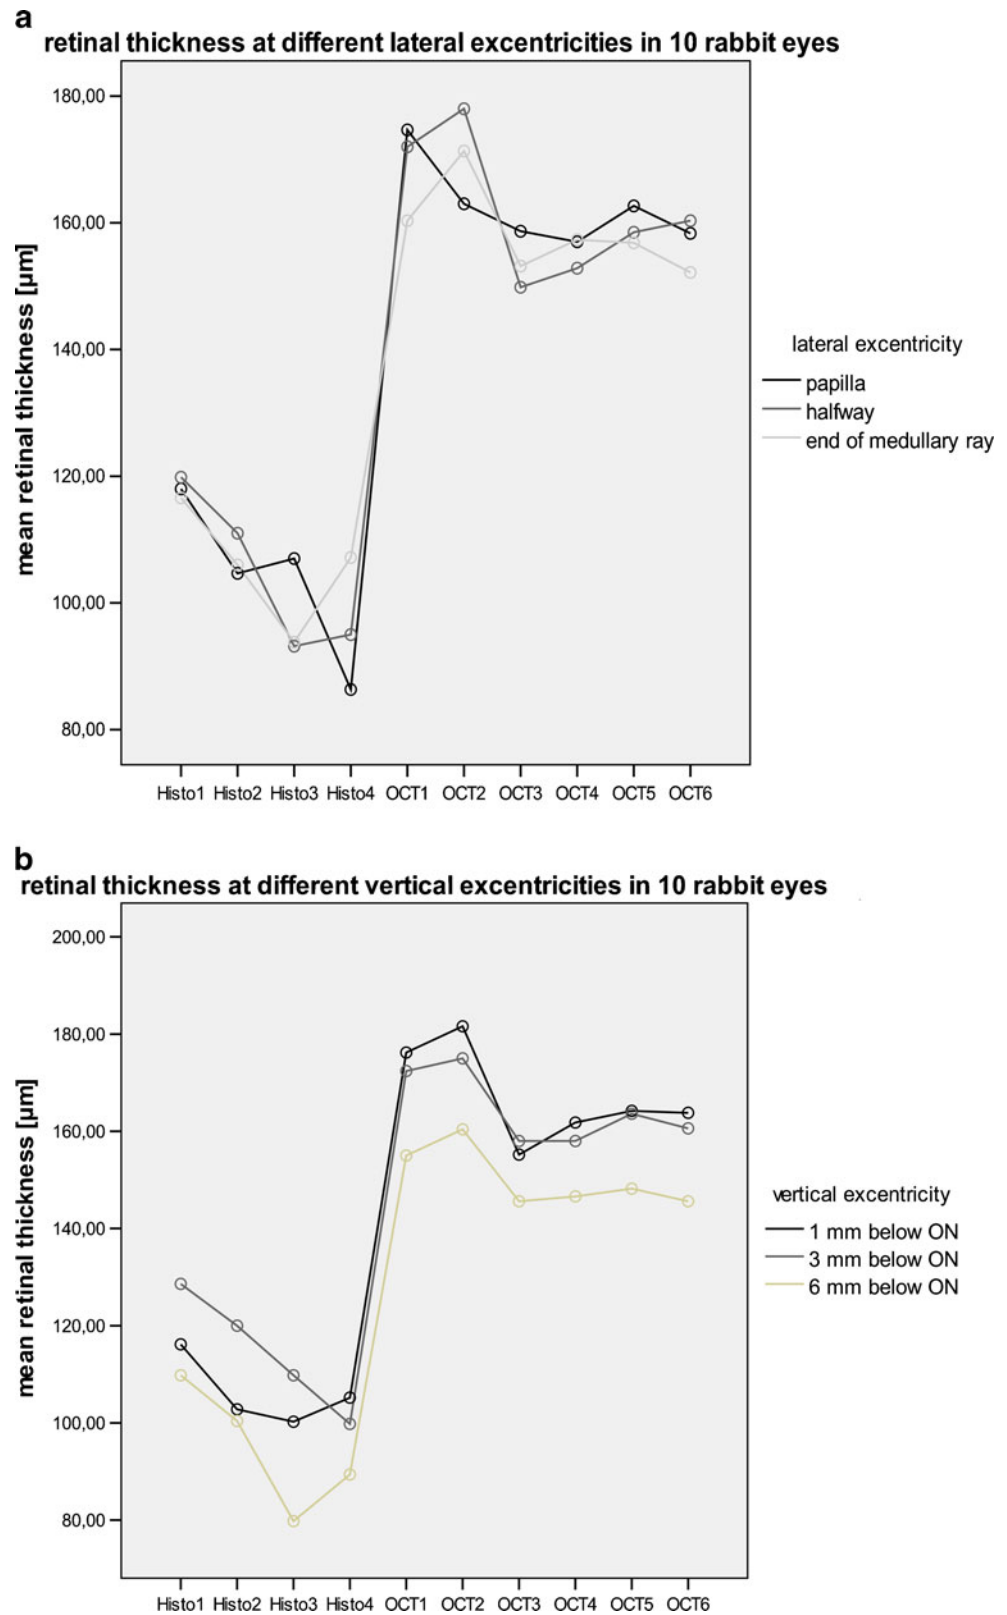 a
retinal thickness at different lateral excentricities in 10 rabbit eyes
180,00
160,00
140,00
120,00
100,00
80,00
mean retinal thickness [µm]
Histo1 Histo2 Histo3 Histo4 OCT1 OCT2 OCT3 OCT4 OCT5 OCT6
lateral excentricity
papilla
halfway
end of medullary ray
b
retinal thickness at different vertical excentricities in 10 rabbit eyes
200,00
180,00
160,00
140,00
120,00
100,00
80,00
mean retinal thickness [µm]
Histo1 Histo2 Histo3 Histo4 OCT1 OCT2 OCT3 OCT4 OCT5 OCT6
vertical excentricity
1 mm below ON
3 mm below ON
6 mm below ON